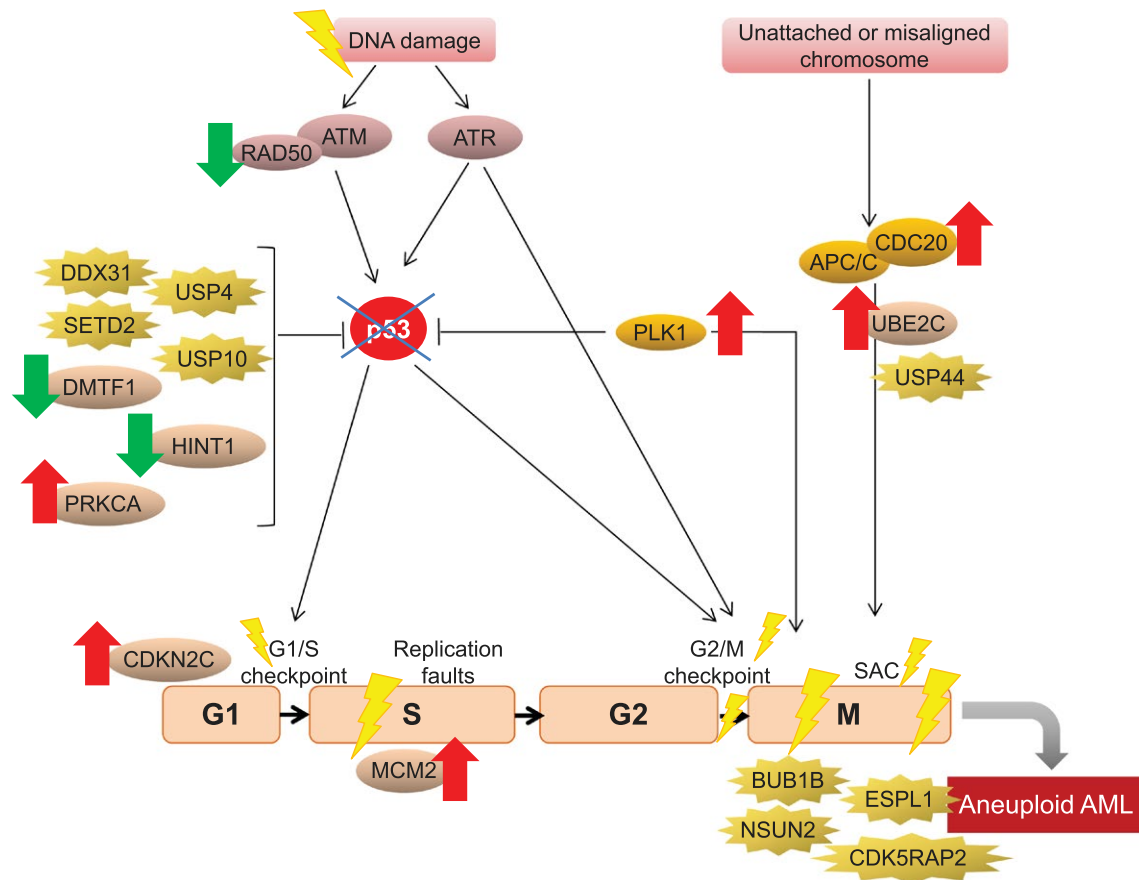 DNA damage
Unattached or misaligned
chromosome
ATM
RAD50
ATR
CDC20
APC/C
DDX31
USP4
SETD2
p53
PLK1
UBE2C
USP10
USP44
DMTF1
HINT1
PRKCA
CDKN2C
G1/S
checkpoint
Replication
faults
G2/M
checkpoint
SAC
G1
S
G2
M
MCM2
BUB1B
ESPL1
Aneuploid AML
NSUN2
CDK5RAP2